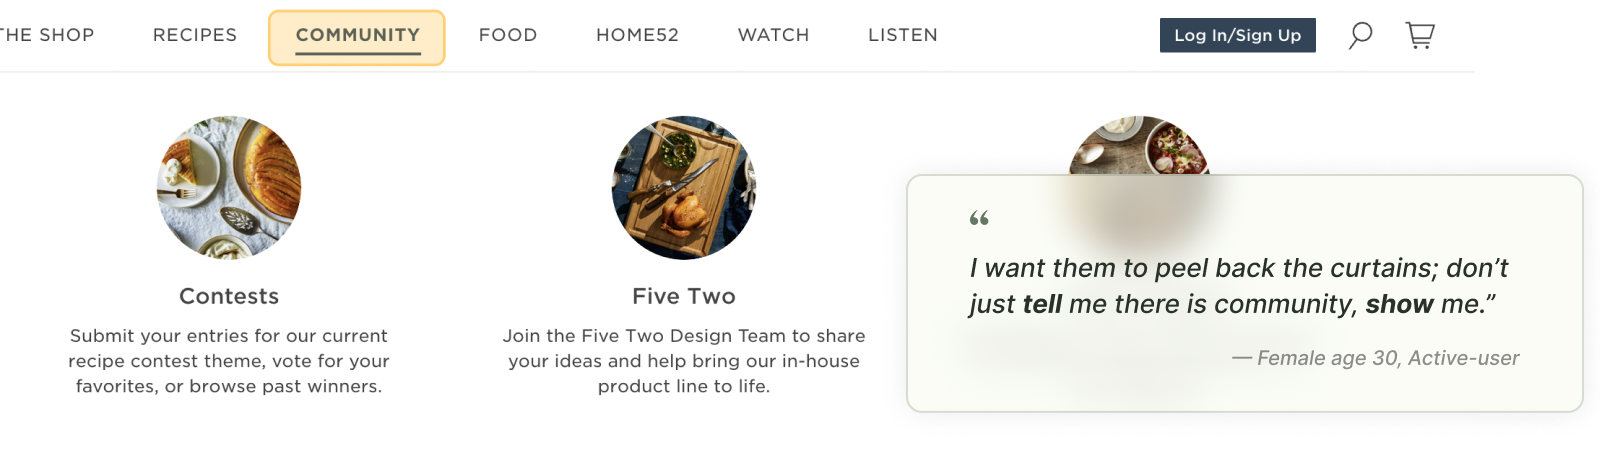 THE SHOP RECIPES COMMUNITY FOOD HOME52 WATCH LISTEN Log In/Sign Up
Contests
Submit your entries for our current
recipe contest theme, vote for your
favorites, or browse past winners.
Five Two
Join the Five Two Design Team to share
your ideas and help bring our in-house
product line to life.
“
I want them to peel back the curtains; don’t
just tell me there is community, show me.”
— Female age 30, Active-user